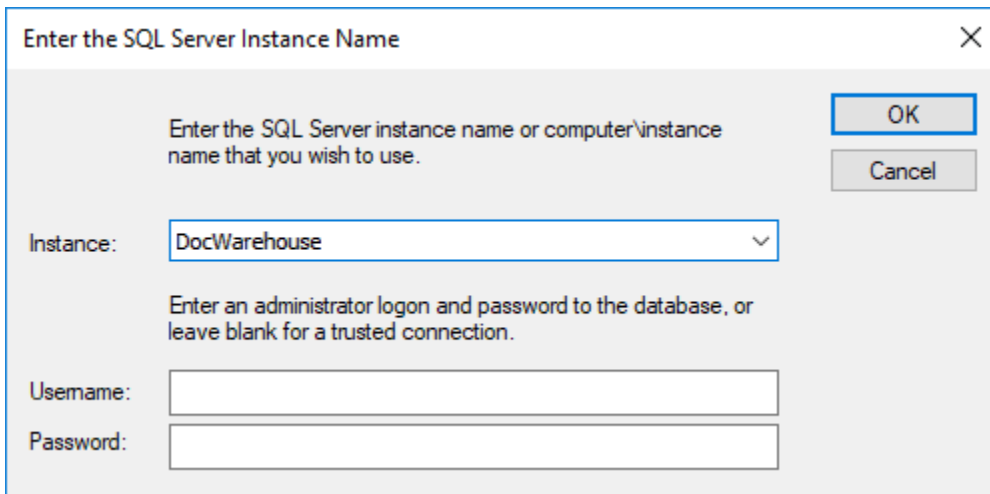 Enter the SQL Server Instance Name
Enter the SQL Server instance name or computer\instance
name that you wish to use.
OK
Cancel
Instance:
DocWarehouse
Enter an administrator logon and password to the database, or
leave blank for a trusted connection.
Username:
Password: